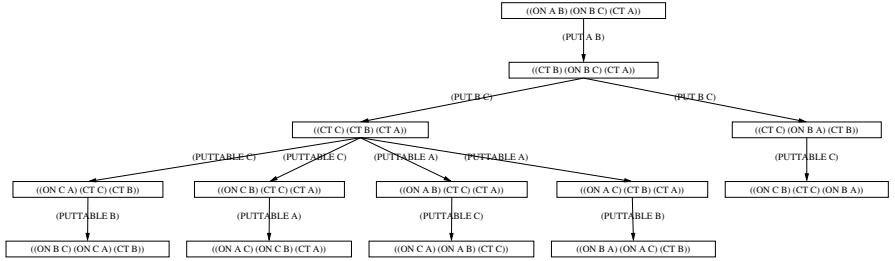 ((ON A B) (ON B C) (CT A))
(PUT A B)
((CT B) (ON B C) (CT A))
(PUT B C)
(PUT B C)
((CT C) (CT B) (CT A))
((CT C) (ON B A) (CT B))
(PUTTABLE C)
(PUTTABLE C)
(PUTTABLE A)
(PUTTABLE A)
(PUTTABLE C)
((ON C A) (CT C) (CT B))
((ON C B) (CT C) (CT A))
((ON A B) (CT C) (CT A))
((ON A C) (CT B) (CT A))
((ON C B) (CT C) (ON B A))
(PUTTABLE B)
(PUTTABLE A)
(PUTTABLE C)
(PUTTABLE B)
((ON B C) (ON C A) (CT B))
((ON A C) (ON C B) (CT A))
((ON C A) (ON A B) (CT C))
((ON B A) (ON A C) (CT B))